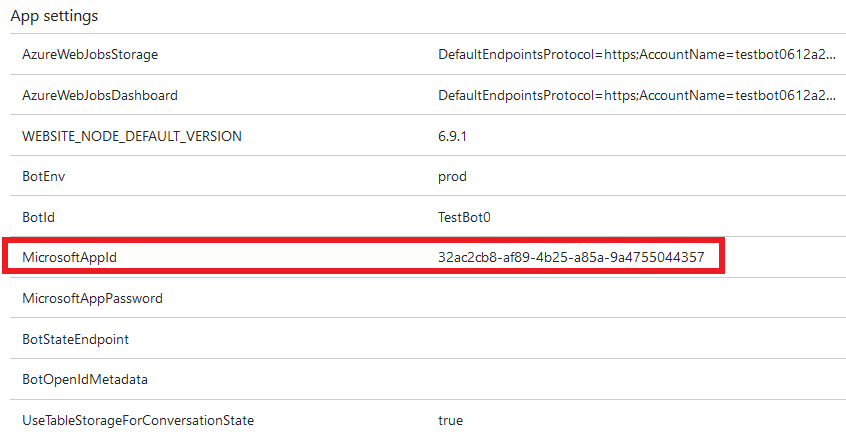 App settings
AzureWebJobsStorage DefaultEndpointsProtocol=https;AccountName=testbot0612a2...
AzureWebJobsDashboard DefaultEndpointsProtocol=https;AccountName=testbot0612a2...
WEBSITE_NODE_DEFAULT_VERSION 6.9.1
BotEnv prod
BotId TestBot0
MicrosoftAppId 32ac2cb8-af89-4b25-a85a-9a4755044357
MicrosoftAppPassword
BotStateEndpoint
BotOpenIdMetadata
UseTableStorageForConversationState true